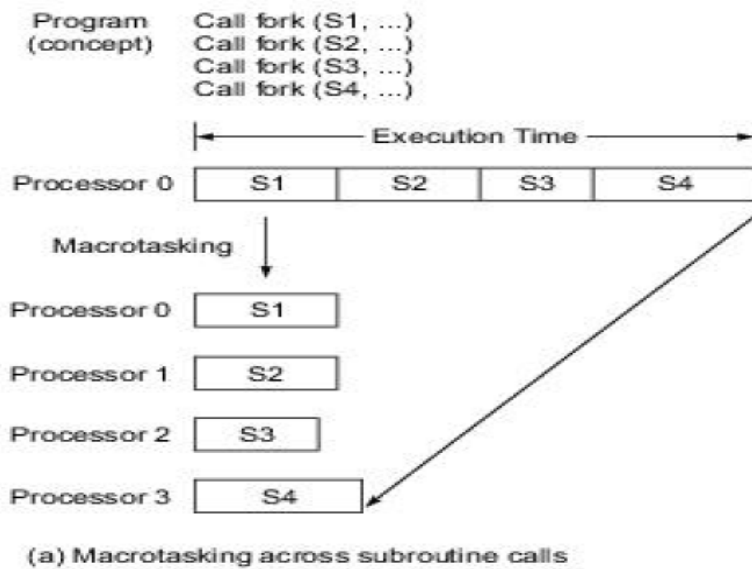 Program Call fork (S1, ...)
(concept) Call fork (S2, ...)
Call fork (S3, ...)
Call fork (S4, ...)
Execution Time
Processor 0 S1 S2 S3 S4
Macrotasking
Processor 0 S1
Processor 1 S2
Processor 2 S3
Processor 3 S4
(a) Macrotasking across subroutine calls